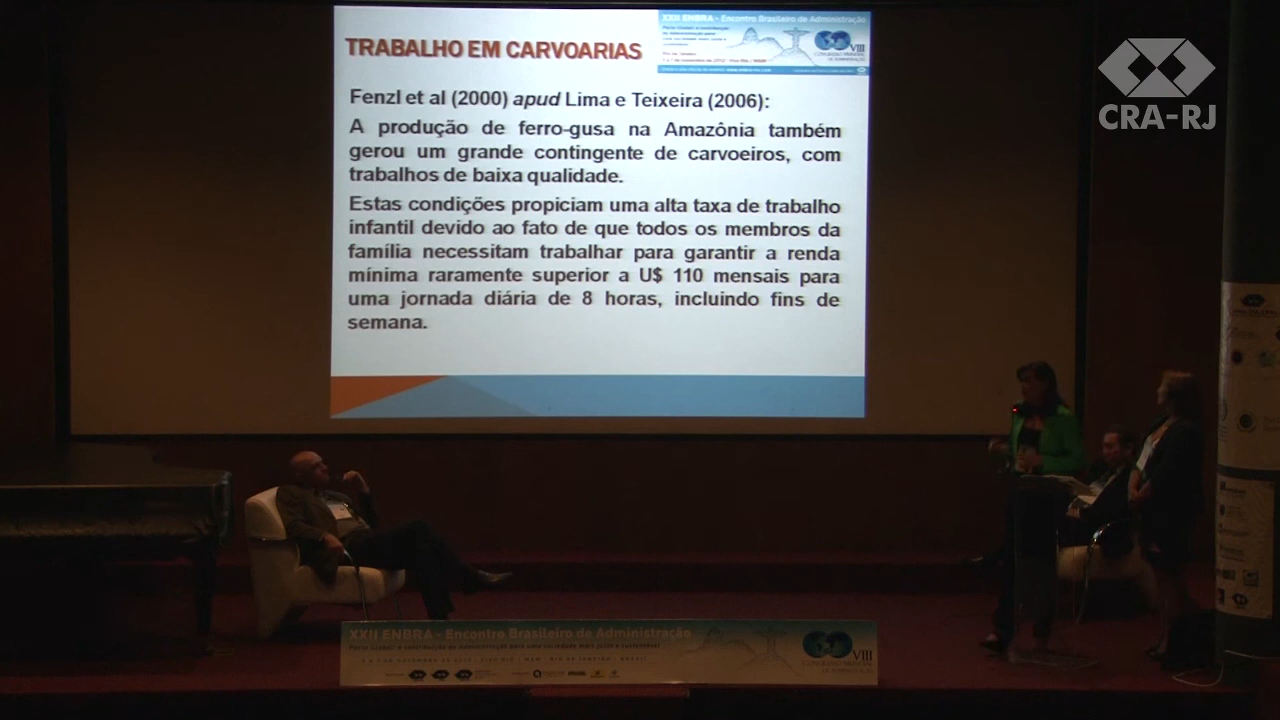 TRABALHO EM CARVOARIAS
XXII ENBRA - Encontro Brasileiro de Administração
VIII
CRA-RJ
Fenzl et al (2000) apud Lima e Teixeira (2006):
A produção de ferro-gusa na Amazônia também
gerou um grande contingente de carvoeiros, com
trabalhos de baixa qualidade.
Estas condições propiciam uma alta taxa de trabalho
infantil devido ao fato de que todos os membros da
família necessitam trabalhar para garantir a renda
mínima raramente superior a U$ 110 mensais para
uma jornada diária de 8 horas, incluindo fins de
semana.
XXII ENBRA - Encontro Brasileiro de Administração
VIII